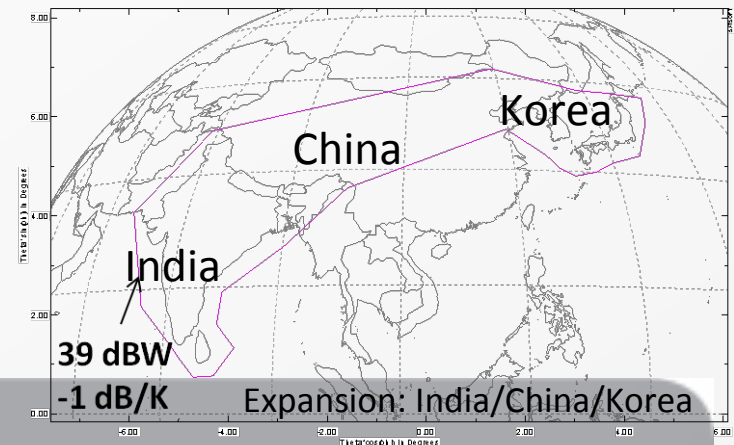 8.00
6.00
4.00
2.00
0.00
Korea
China
India
39 dBW
-1 dB/K
Expansion: India/China/Korea
-6.00
-4.00
-2.00
0.00
2.00
4.00
6.00